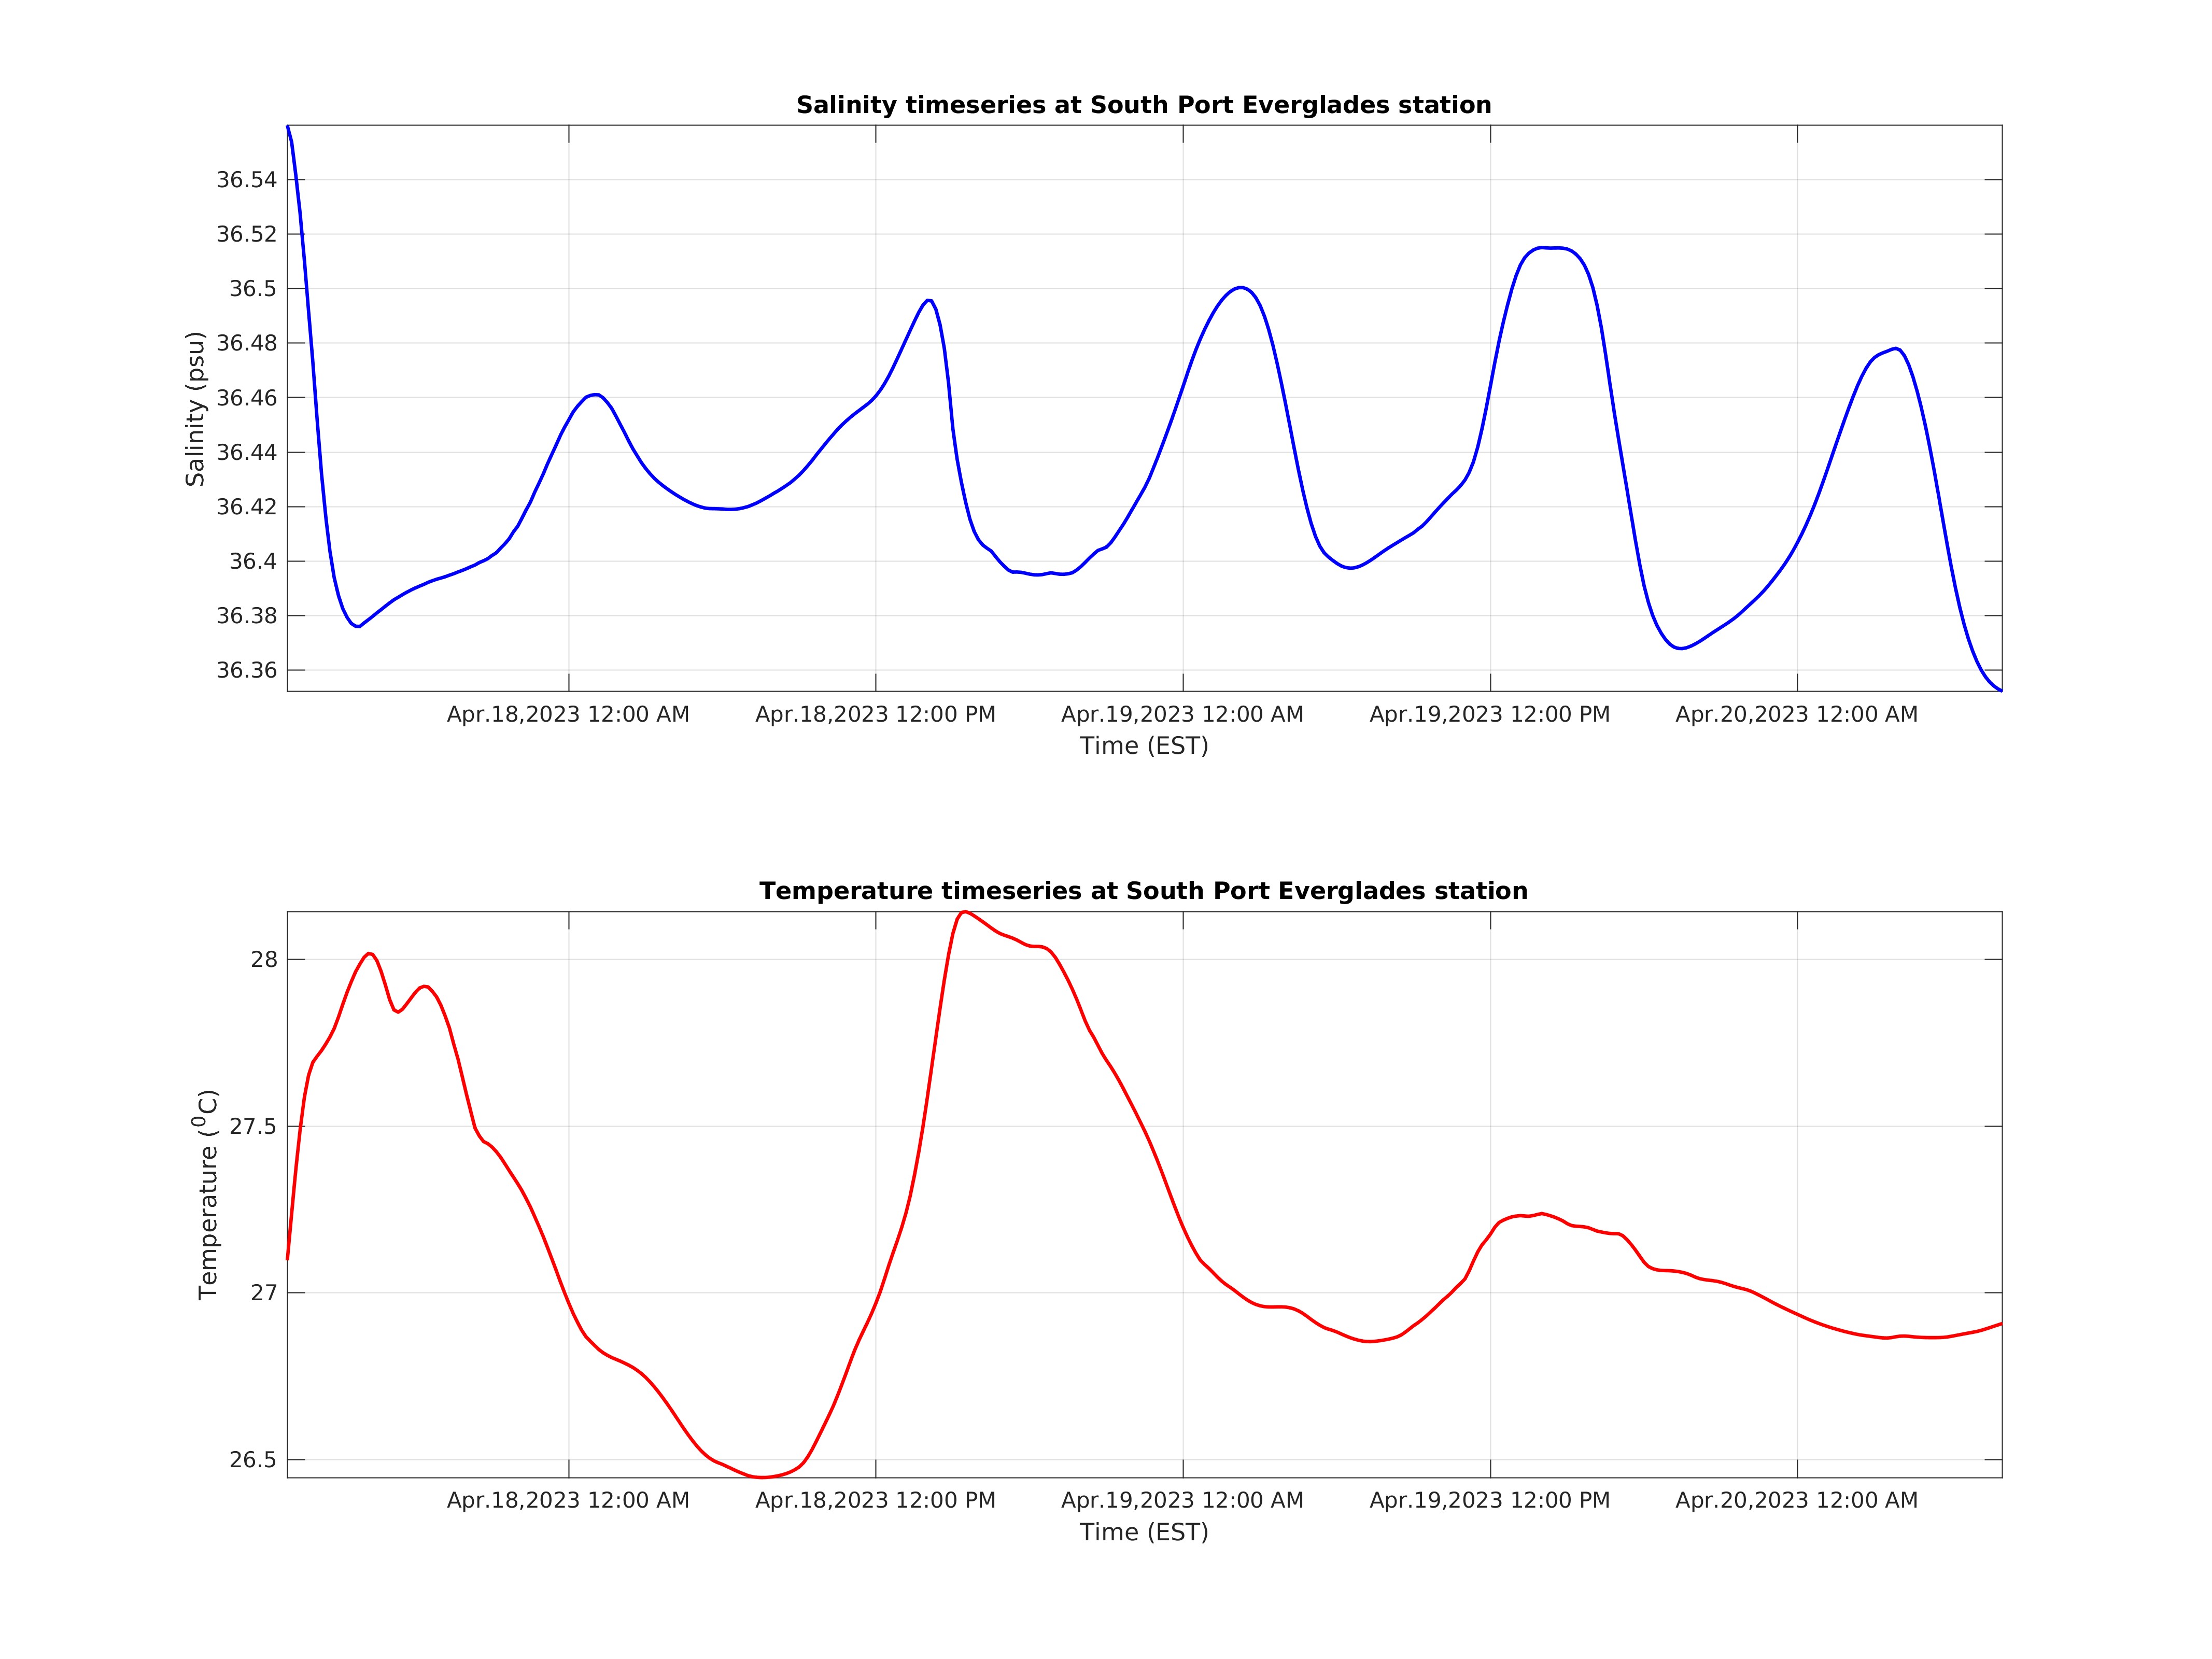 Salinity timeseries at South Port Everglades station
36.54
36.52
36.5
36.48
36.46
36.44
36.42
36.4
36.38
36.36
Salinity (psu)
Apr.18,2023 12:00 AM Apr.18,2023 12:00 PM Apr.19,2023 12:00 AM Apr.19,2023 12:00 PM Apr.20,2023 12:00 AM
Time (EST)
Temperature timeseries at South Port Everglades station
28
27.5
27
26.5
Temperature (⁰C)
Apr.18,2023 12:00 AM Apr.18,2023 12:00 PM Apr.19,2023 12:00 AM Apr.19,2023 12:00 PM Apr.20,2023 12:00 AM
Time (EST)